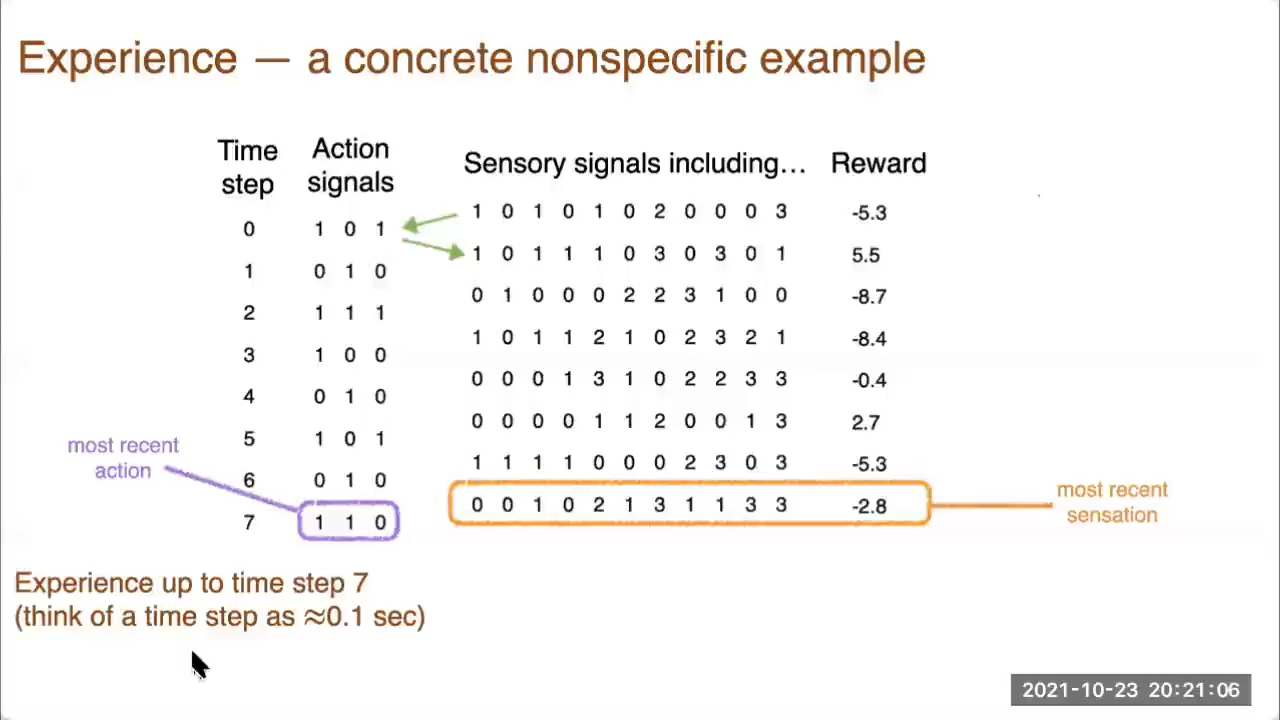 Experience — a concrete nonspecific example
Time step
Action signals
Sensory signals including…
Reward
1 0 1 0 1 0 2 0 0 0 3 -5.3
0 1 0 1
1 0 1 1 1 0 3 0 3 0 1 5.5
1 0 1 0
0 1 0 0 0 2 2 3 1 0 0 -8.7
2 1 1 1
1 0 1 1 2 1 0 2 3 2 1 -8.4
3 1 0 0
0 0 0 1 3 1 0 2 2 3 3 -0.4
4 0 1 0
0 0 0 0 1 1 2 0 0 1 3 2.7
5 1 0 1
1 1 1 1 0 0 0 2 3 0 3 -5.3
6 0 1 0
0 0 1 0 2 1 3 1 1 3 3 -2.8
7 1 1 0
most recent
action
most recent
sensation
Experience up to time step 7
(think of a time step as ≈0.1 sec)
2021-10-23 20:21:06